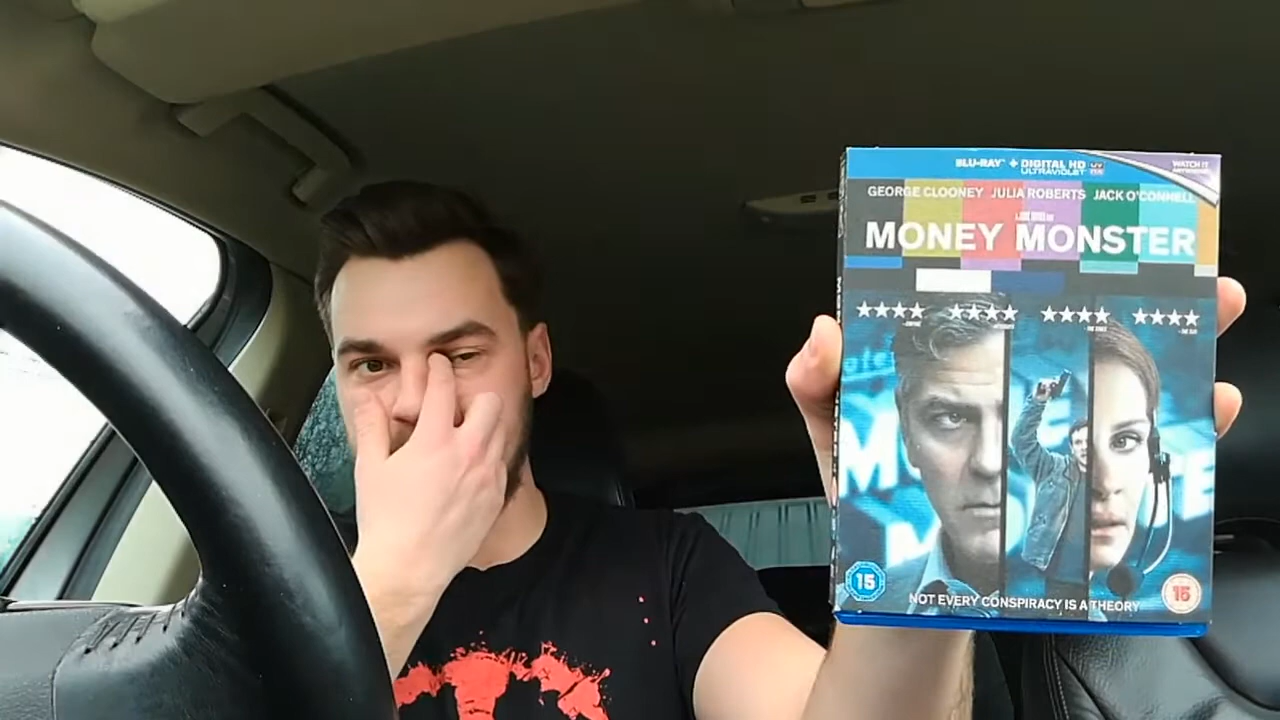 BLU-RAY + DIGITAL HD
ULTRAVIOLET
WATCH IT
GEORGE CLOONEY JULIA ROBERTS JACK O'CONNELL
MONEY MONSTER
15
NOT EVERY CONSPIRACY IS A THEORY
15